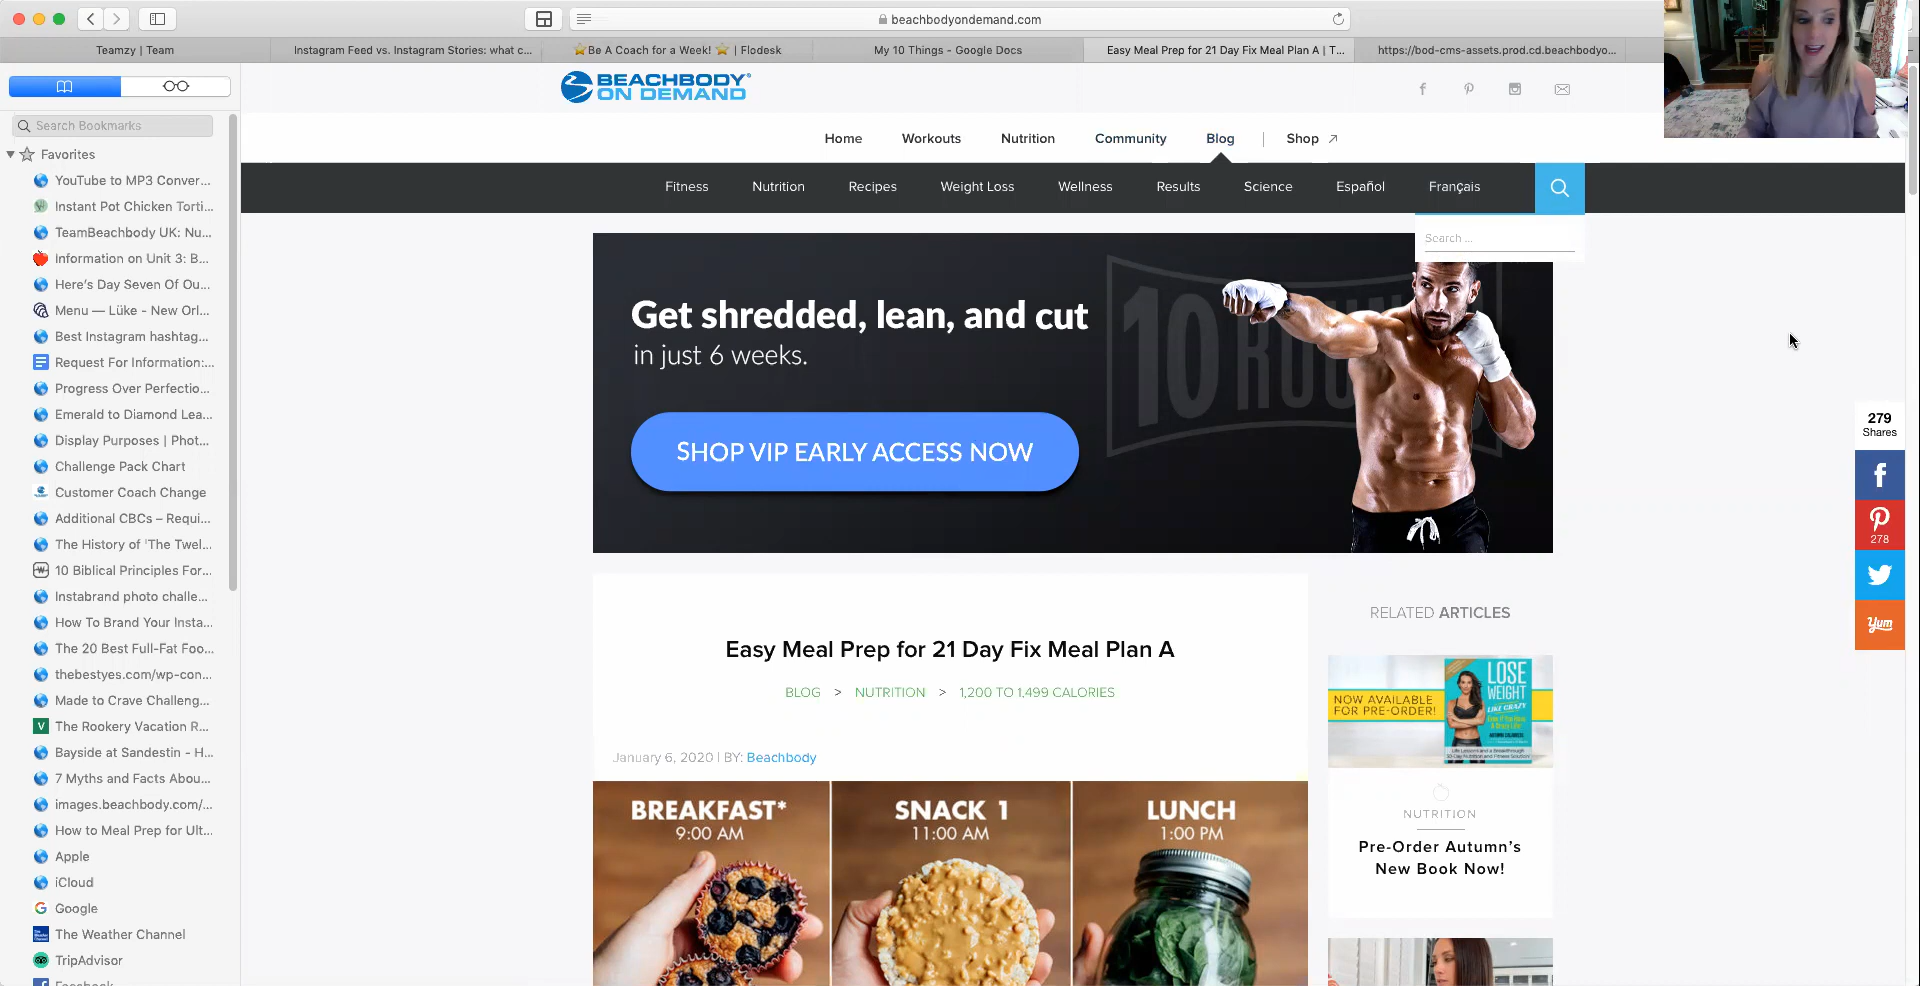 beachbodyondemand.com
Teamzy | Team
Instagram Feed vs. Instagram Stories: what c...
⭐Be A Coach for a Week! ⭐ | Flodesk
My 10 Things - Google Docs
Easy Meal Prep for 21 Day Fix Meal Plan A | T...
https://bod-cms-assets.prod.cd.beachbodyo...
Search Bookmarks
Favorites
YouTube to MP3 Conver...
Instant Pot Chicken Torti...
TeamBeachbody UK: Nu...
Information on Unit 3: B...
Here's Day Seven Of Ou...
Menu — Lüke - New Orl...
Best Instagram hashtag...
Request For Information:...
Progress Over Perfectio...
Emerald to Diamond Lea...
Display Purposes | Phot...
Challenge Pack Chart
Customer Coach Change
Additional CBCs – Requi...
The History of 'The Twel...
10 Biblical Principles For...
Instabrand photo challe...
How To Brand Your Insta...
The 20 Best Full-Fat Foo...
thebestyes.com/wp-con...
Made to Crave Challeng...
The Rookery Vacation R...
Bayside at Sandestin - H...
7 Myths and Facts Abou...
images.beachbody.com/...
How to Meal Prep for Ult...
Apple
iCloud
Google
The Weather Channel
TripAdvisor
Facebook
BEACHBODY®
ON DEMAND
Home Workouts Nutrition Community Blog | Shop
Fitness Nutrition Recipes Weight Loss Wellness Results Science Español Français
Search ...
Get shredded, lean, and cut
in just 6 weeks.
SHOP VIP EARLY ACCESS NOW
10 ROUN
279
Shares
278
Yum
Easy Meal Prep for 21 Day Fix Meal Plan A
BLOG > NUTRITION > 1,200 TO 1,499 CALORIES
January 6, 2020 | BY: Beachbody
BREAKFAST*
9:00 AM
SNACK 1
11:00 AM
LUNCH
1:00 PM
RELATED ARTICLES
NOW AVAILABLE
FOR PRE-ORDER!
LOSE
WEIGHT
LIKE CRAZY
NUTRITION
Pre-Order Autumn's
New Book Now!